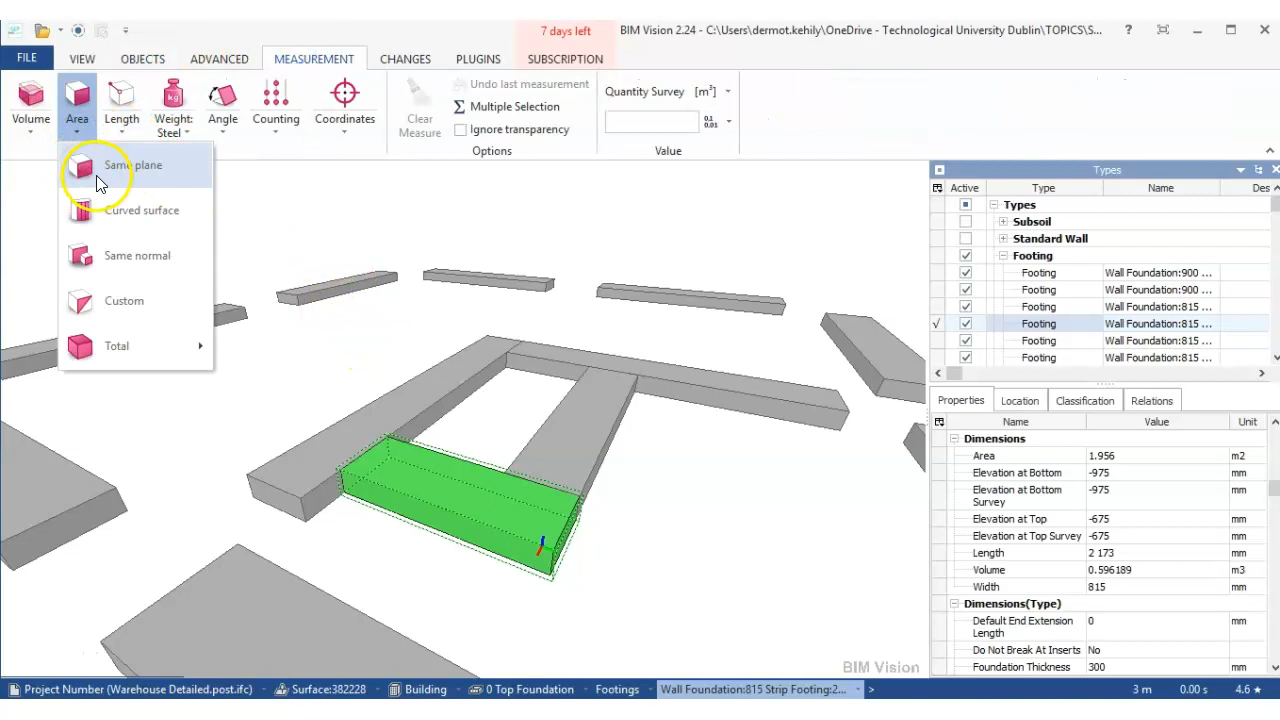 7 days left
BIM Vision 2.24 - C:\Users\dermot.kehily\OneDrive - Technological University Dublin\TOPICS\S...
FILE VIEW OBJECTS ADVANCED MEASUREMENT CHANGES PLUGINS SUBSCRIPTION
Volume Area Length Weight: Steel Angle Counting Coordinates
Clear Measure
Undo last measurement
Multiple Selection
Ignore transparency
Options
Quantity Survey [m³]
0.1
0.01
Value
Same plane
Curved surface
Same normal
Custom
Total
Types
Active Type Name Des
Types
Subsoil
Standard Wall
Footing
Footing Wall Foundation:900 ...
Footing Wall Foundation:900 ...
Footing Wall Foundation:815 ...
Footing Wall Foundation:815 ...
Footing Wall Foundation:815 ...
Footing Wall Foundation:815 ...
Properties Location Classification Relations
Name Value Unit
Dimensions
Area 1.956 m2
Elevation at Bottom -975 mm
Elevation at Bottom Survey -975 mm
Elevation at Top -675 mm
Elevation at Top Survey -675 mm
Length 2 173 mm
Volume 0.596189 m3
Width 815 mm
Dimensions(Type)
Default End Extension Length 0 mm
Do Not Break At Inserts No
Foundation Thickness 300 mm
BIM Vision
Project Number (Warehouse Detailed.post.ifc) Surface:382228 Building 0 Top Foundation Footings Wall Foundation:815 Strip Footing:2... >
3 m 0.00 s 4.6 ★